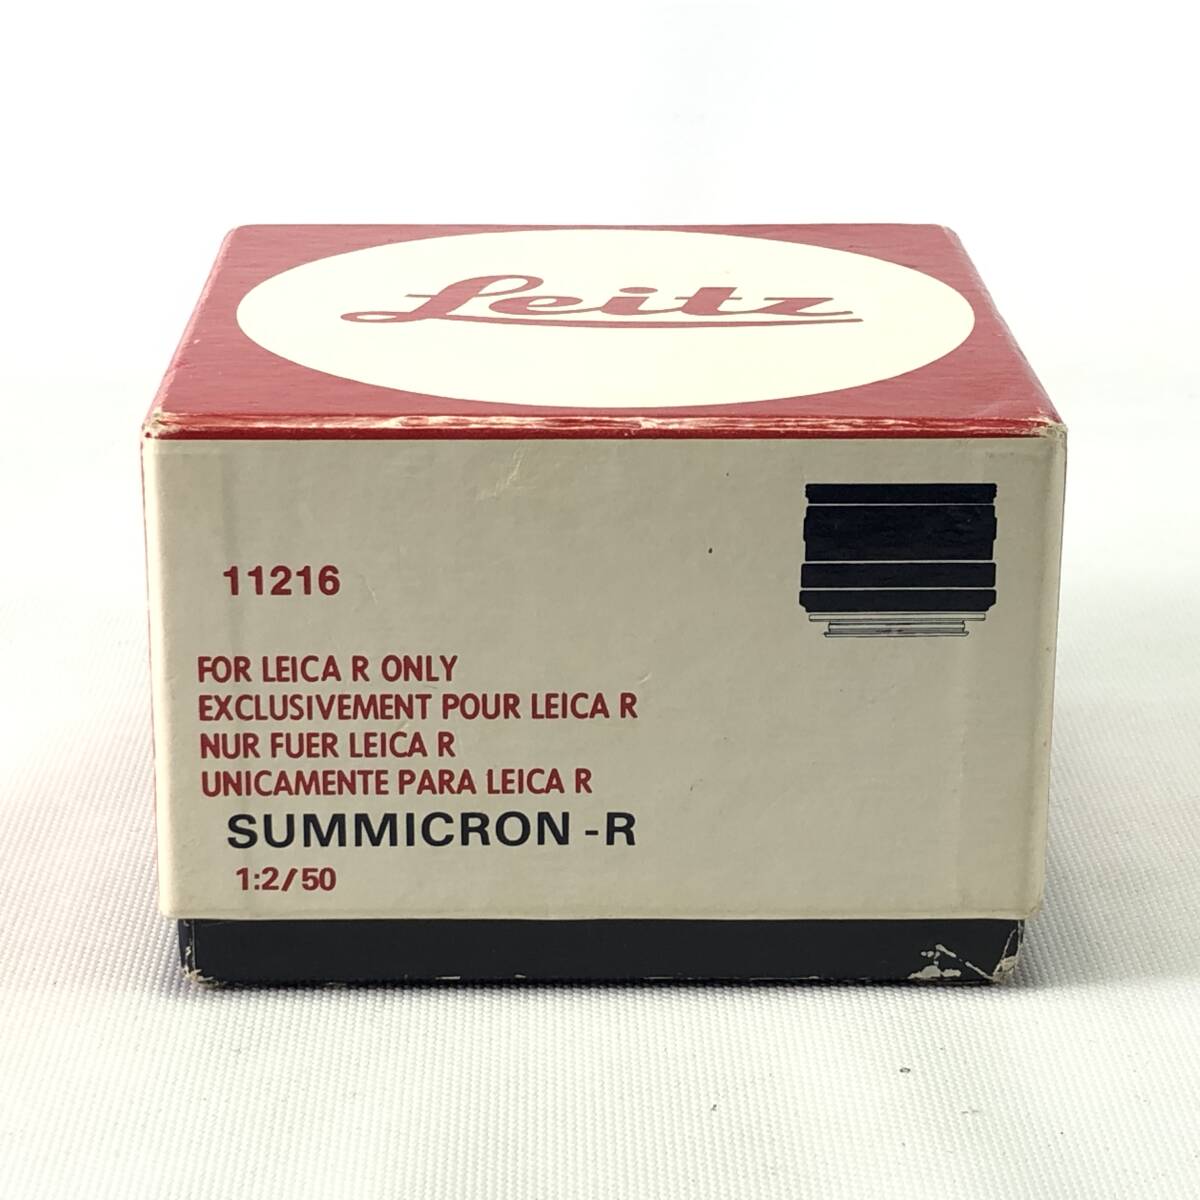 Leitz
11216
FOR LEICA R ONLY
EXCLUSIVEMENT POUR LEICA R
NUR FUER LEICA R
UNICAMENTE PARA LEICA R
SUMMICRON -R
1:2/50